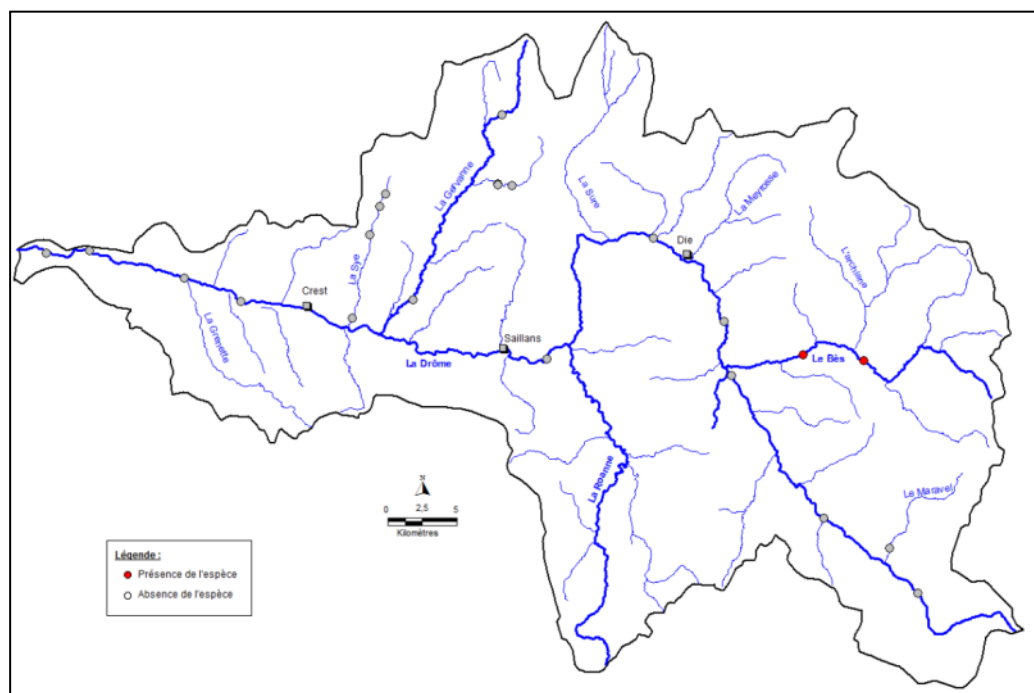 La Gervanne
La Sure
La Meyrosse
Die
L'archiane
La Sye
Crest
La Grenette
Saillans
La Drôme
Le Bès
La Roanne
Le Maravel
N
0 2,5 5
Kilomètres
Légende :
Présence de l'espèce
Absence de l'espèce